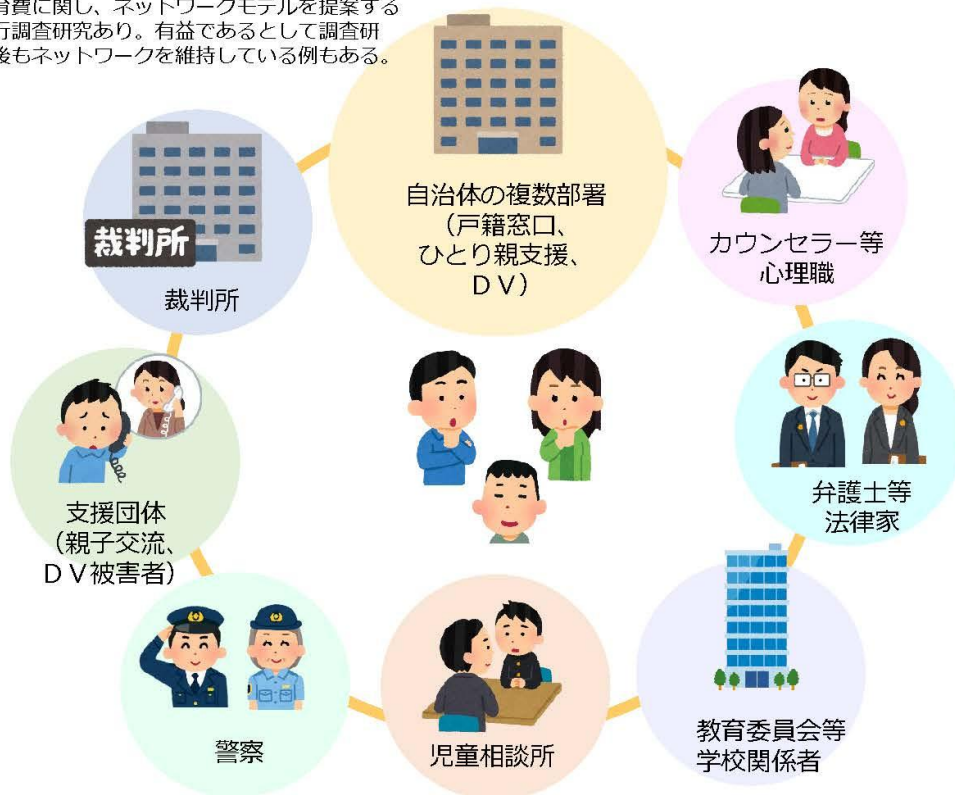 育費に関し、ネットワークモデルを提案する
行調査研究あり。有益であるとして調査研
後もネットワークを維持している例もある。
自治体の複数部署
(戸籍窓口、
ひとり親支援、
ＤＶ)
カウンセラー等
心理職
裁判所
裁判所
弁護士等
法律家
支援団体
(親子交流、
ＤＶ被害者)
教育委員会等
学校関係者
児童相談所
警察